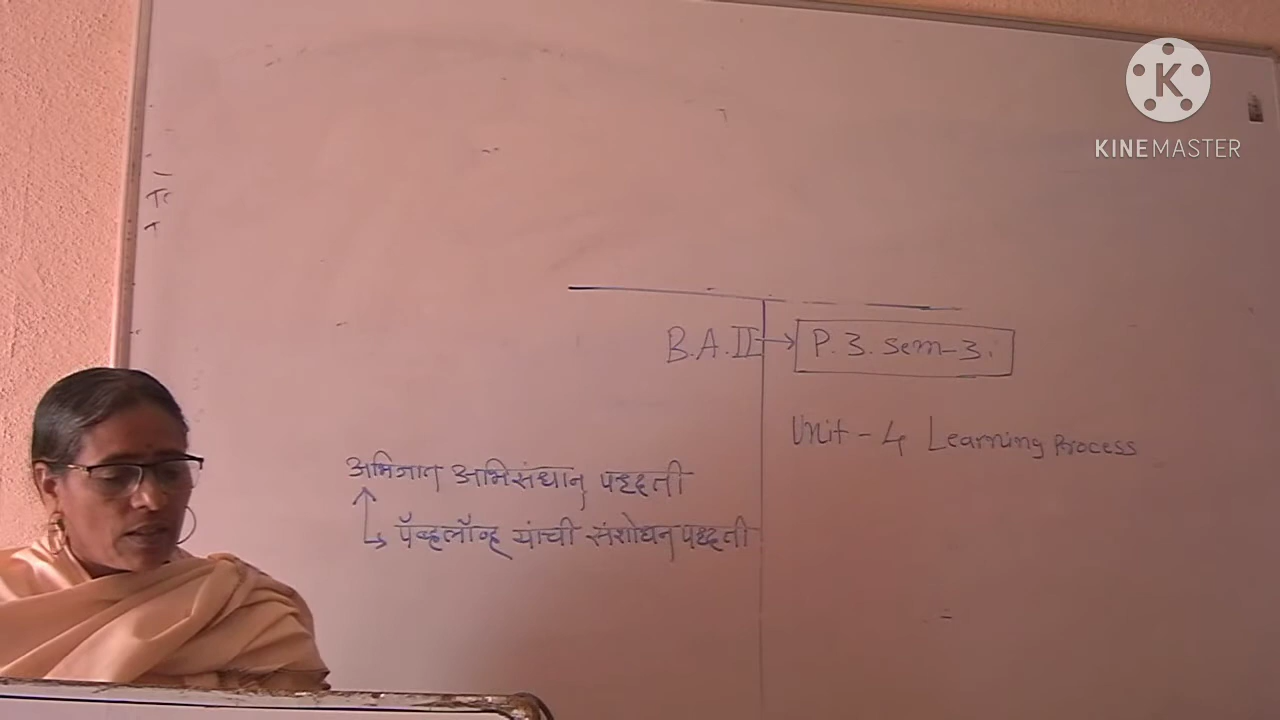 K
KINEMASTER
B.A.II → P.3. Sem-3.
Unit - 4 Learning Process
अभिजात अभिसंधान पद्धती
पॅव्हलॉव्ह यांची संशोधन पद्धती